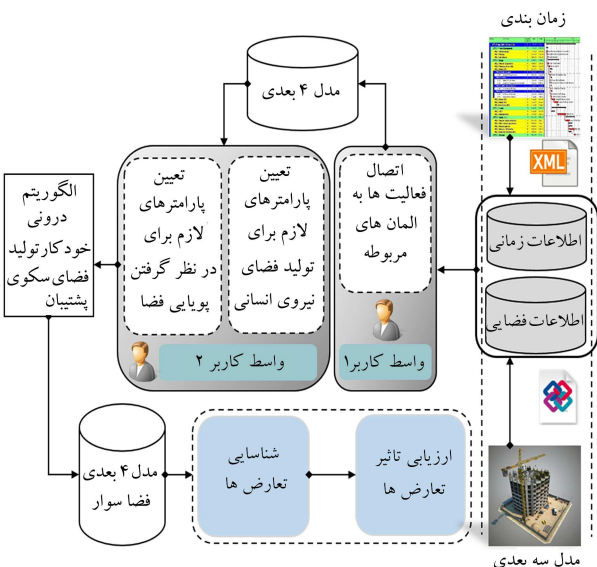 زمان بندی
XML
اطلاعات زمانی
اطلاعات فضایی
مدل سه بعدی
اتصال
فعالیت ها به
المان های
مربوطه
واسط کاربر۱
مدل ۴ بعدی
تعیین
پارامترهای
لازم برای
تولید فضای
نیروی انسانی
تعیین
پارامترهای
لازم برای
در نظر گرفتن
پویایی فضا
واسط کاربر ۲
الگوریتم
درونی
خودکار تولید
فضای سکوی
پشتیبان
مدل ۴ بعدی
فضا سوار
شناسایی
تعارض ها
ارزیابی تاثیر
تعارض ها